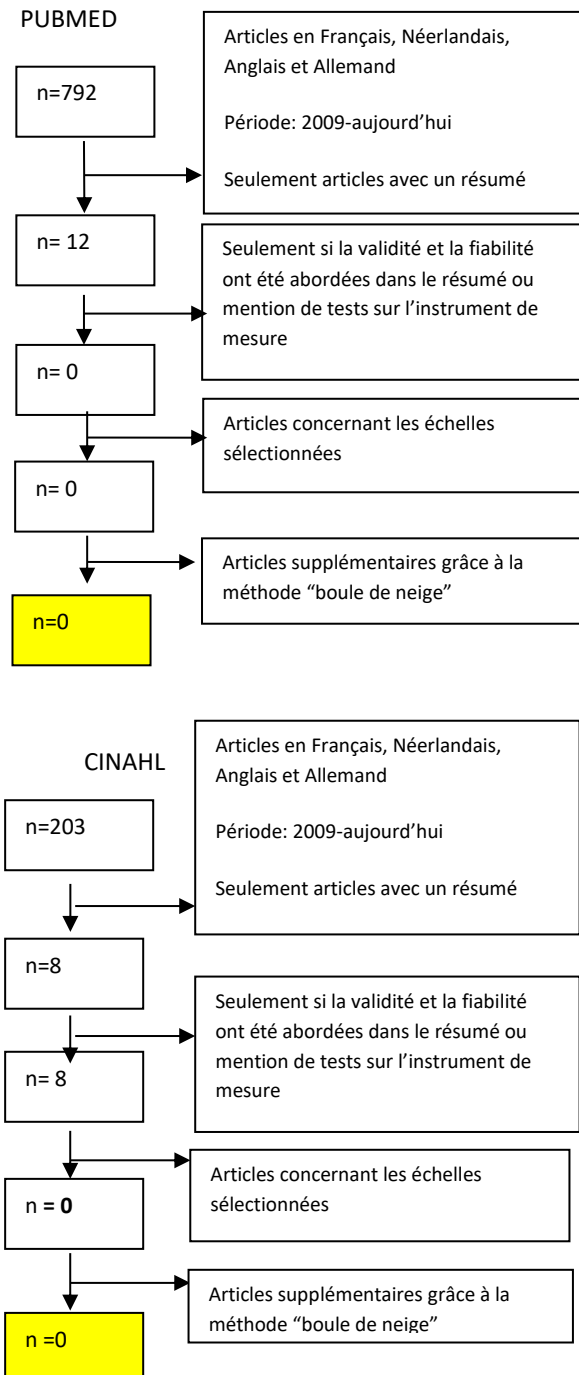 PUBMED
n=792
Articles en Français, Néerlandais,
Anglais et Allemand
Période: 2009-aujourd’hui
Seulement articles avec un résumé
n= 12
Seulement si la validité et la fiabilité
ont été abordées dans le résumé ou
mention de tests sur l’instrument de
mesure
n= 0
Articles concernant les échelles
sélectionnées
n= 0
Articles supplémentaires grâce à la
méthode “boule de neige”
n=0
CINAHL
n=203
Articles en Français, Néerlandais,
Anglais et Allemand
Période: 2009-aujourd’hui
Seulement articles avec un résumé
n=8
Seulement si la validité et la fiabilité
ont été abordées dans le résumé ou
mention de tests sur l’instrument de
mesure
n= 8
Articles concernant les échelles
sélectionnées
n = 0
Articles supplémentaires grâce à la
méthode “boule de neige”
n =0